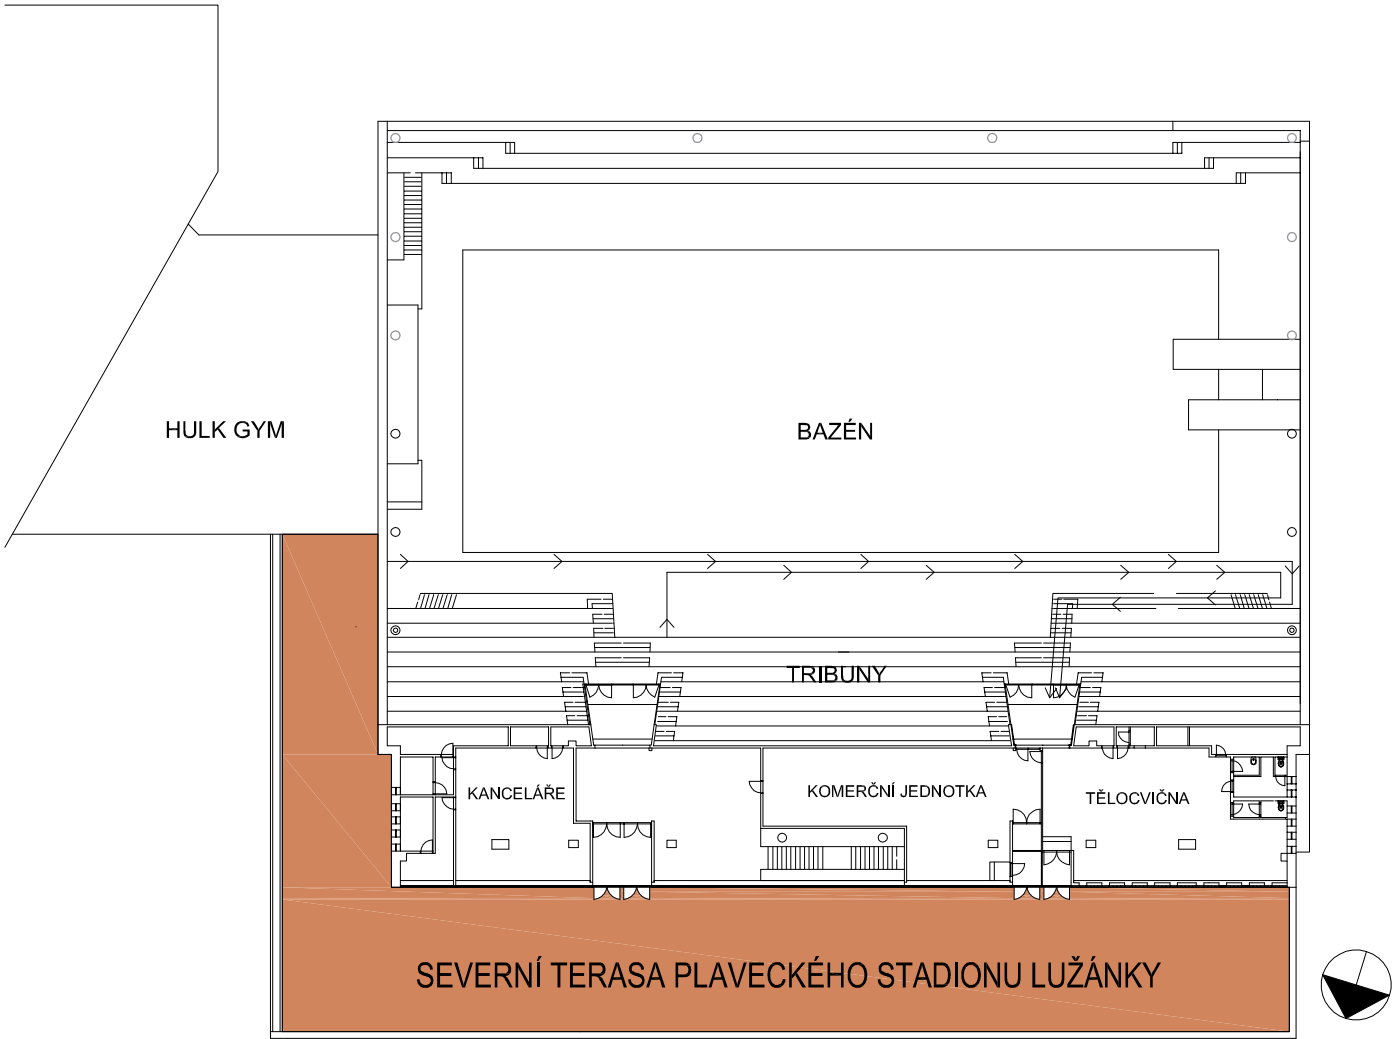 HULK GYM
BAZÉN
TRIBUNY
KANCELÁŘE
KOMERČNÍ JEDNOTKA
TĚLOCVIČNA
SEVERNÍ TERASA PLAVECKÉHO STADIONU LUŽÁNKY